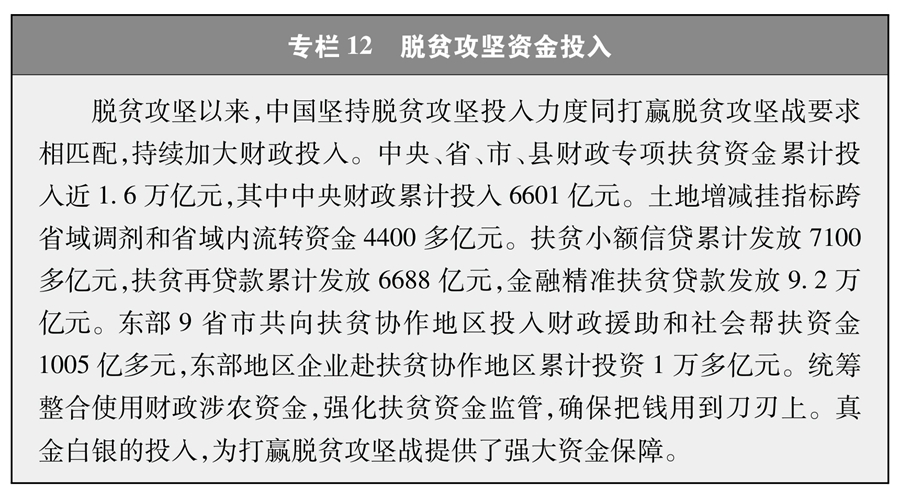 专栏 12　脱贫攻坚资金投入
脱贫攻坚以来,中国坚持脱贫攻坚投入力度同打赢脱贫攻坚战要求
相匹配,持续加大财政投入。中央、省、市、县财政专项扶贫资金累计投
入近 1.6 万亿元,其中中央财政累计投入 6601 亿元。土地增减挂指标跨
省域调剂和省域内流转资金 4400 多亿元。扶贫小额信贷累计发放 7100
多亿元,扶贫再贷款累计发放 6688 亿元,金融精准扶贫贷款发放 9.2 万
亿元。东部 9 省市共向扶贫协作地区投入财政援助和社会帮扶资金
1005 亿多元,东部地区企业赴扶贫协作地区累计投资 1 万多亿元。统筹
整合使用财政涉农资金,强化扶贫资金监管,确保把钱用到刀刃上。真
金白银的投入,为打赢脱贫攻坚战提供了强大资金保障。